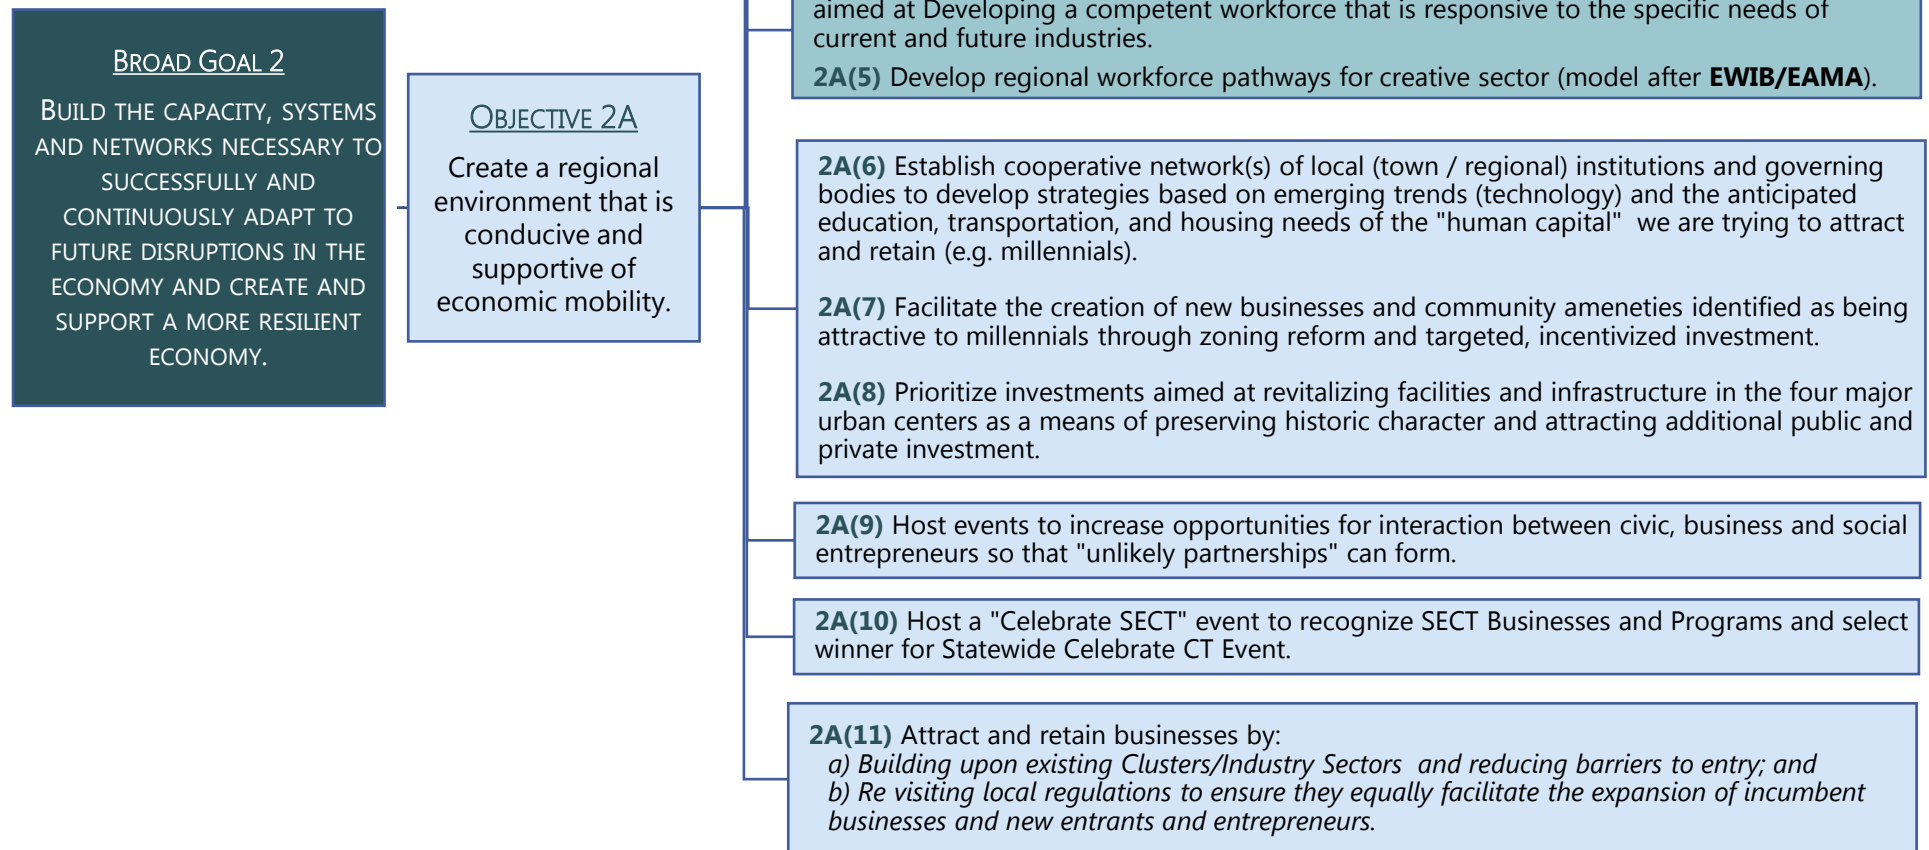 BROAD GOAL 2
BUILD THE CAPACITY, SYSTEMS
AND NETWORKS NECESSARY TO
SUCCESSFULLY AND
CONTINUOUSLY ADAPT TO
FUTURE DISRUPTIONS IN THE
ECONOMY AND CREATE AND
SUPPORT A MORE RESILIENT
ECONOMY.
OBJECTIVE 2A
Create a regional
environment that is
conducive and
supportive of
economic mobility.
aimed at Developing a competent workforce that is responsive to the specific needs of
current and future industries.
2A(5) Develop regional workforce pathways for creative sector (model after EWIB/EAMA).
2A(6) Establish cooperative network(s) of local (town / regional) institutions and governing
bodies to develop strategies based on emerging trends (technology) and the anticipated
education, transportation, and housing needs of the "human capital"  we are trying to attract
and retain (e.g. millennials).
2A(7) Facilitate the creation of new businesses and community ameneties identified as being
attractive to millennials through zoning reform and targeted, incentivized investment.
2A(8) Prioritize investments aimed at revitalizing facilities and infrastructure in the four major
urban centers as a means of preserving historic character and attracting additional public and
private investment.
2A(9) Host events to increase opportunities for interaction between civic, business and social
entrepreneurs so that "unlikely partnerships" can form.
2A(10) Host a "Celebrate SECT" event to recognize SECT Businesses and Programs and select
winner for Statewide Celebrate CT Event.
2A(11) Attract and retain businesses by:
a) Building upon existing Clusters/Industry Sectors  and reducing barriers to entry; and
b) Re visiting local regulations to ensure they equally facilitate the expansion of incumbent
businesses and new entrants and entrepreneurs.